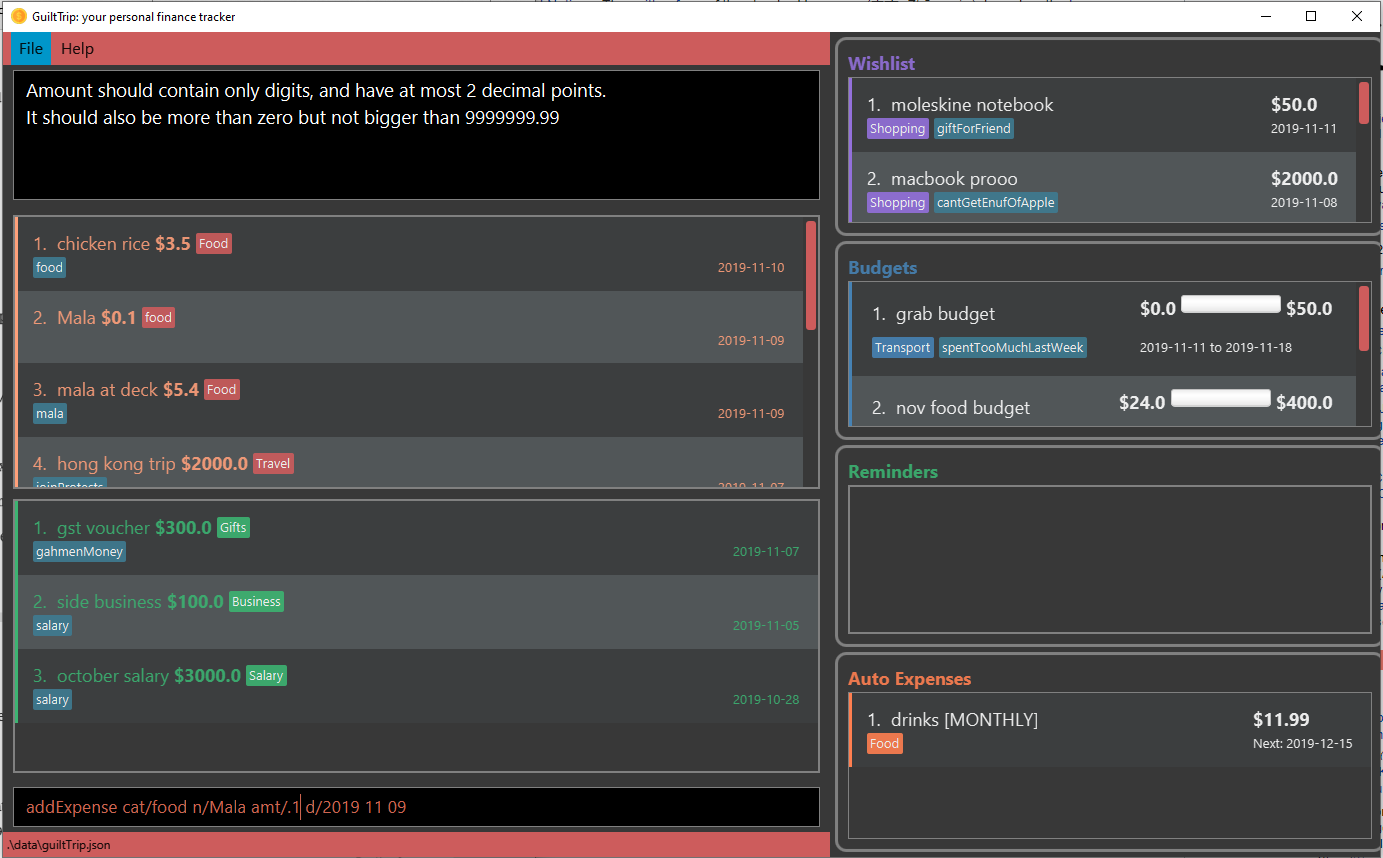 GuiltTrip: your personal finance tracker
File Help
Amount should contain only digits, and have at most 2 decimal points.
It should also be more than zero but not bigger than 9999999.99
1. chicken rice $3.5 Food
food
2019-11-10
2. Mala $0.1 food
2019-11-09
3. mala at deck $5.4 Food
mala
2019-11-09
4. hong kong trip $2000.0 Travel
joinProtests
2019-11-07
1. gst voucher $300.0 Gifts
gahmenMoney
2019-11-07
2. side business $100.0 Business
salary
2019-11-05
3. october salary $3000.0 Salary
salary
2019-10-28
addExpense cat/food n/Mala amt/.1 d/2019 11 09
.\data\guiltTrip.json
Wishlist
1. moleskine notebook $50.0
Shopping giftForFriend 2019-11-11
2. macbook prooo $2000.0
Shopping cantGetEnufOfApple 2019-11-08
Budgets
1. grab budget $0.0 $50.0
Transport spentTooMuchLastWeek 2019-11-11 to 2019-11-18
2. nov food budget $24.0 $400.0
Reminders
Auto Expenses
1. drinks [MONTHLY] $11.99
Food Next: 2019-12-15